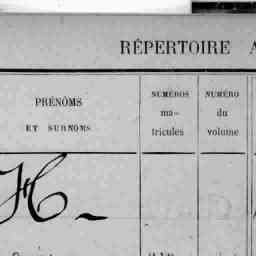 RÉPERTOIRE A
PRÉNOMS
ET SURNOMS
NUMÉROS
ma-
tricules
NUMÉRO
du
volume
H